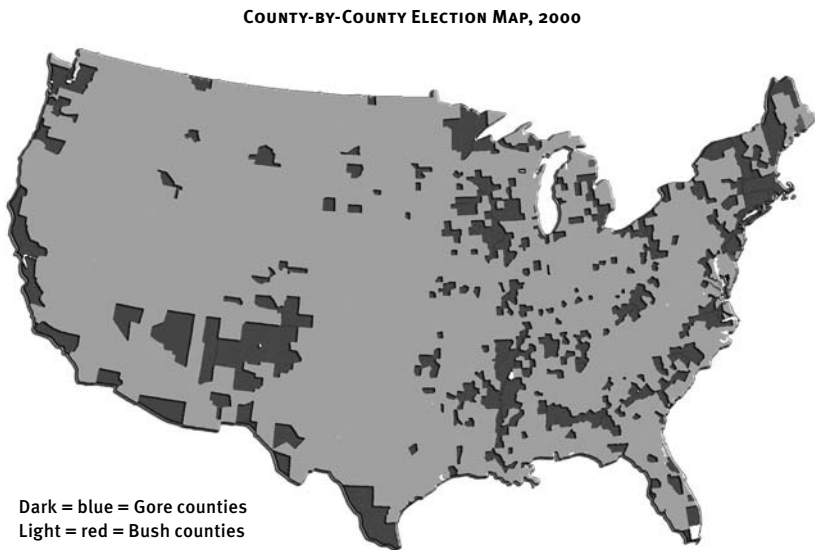 County-by-County Election Map, 2000
Dark = blue = Gore counties
Light = red = Bush counties